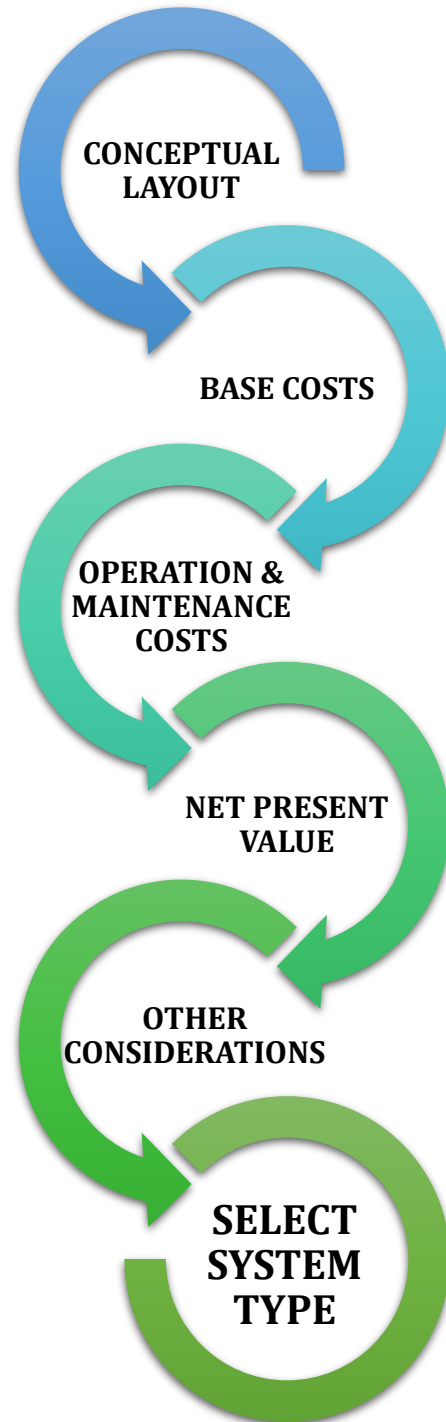 CONCEPTUAL
LAYOUT
BASE COSTS
OPERATION &
MAINTENANCE
COSTS
NET PRESENT
VALUE
OTHER
CONSIDERATIONS
SELECT
SYSTEM
TYPE